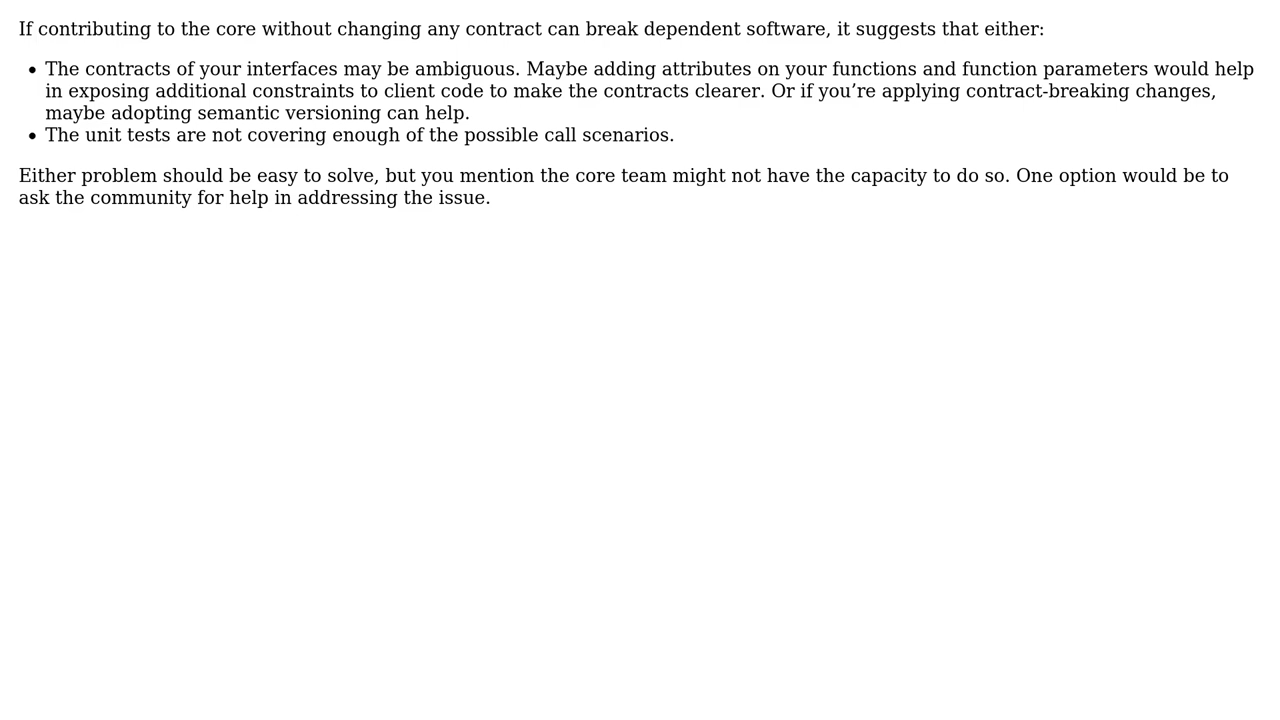 If contributing to the core without changing any contract can break dependent software, it suggests that either:
• The contracts of your interfaces may be ambiguous. Maybe adding attributes on your functions and function parameters would help
in exposing additional constraints to client code to make the contracts clearer. Or if you’re applying contract-breaking changes,
maybe adopting semantic versioning can help.
• The unit tests are not covering enough of the possible call scenarios.
Either problem should be easy to solve, but you mention the core team might not have the capacity to do so. One option would be to
ask the community for help in addressing the issue.